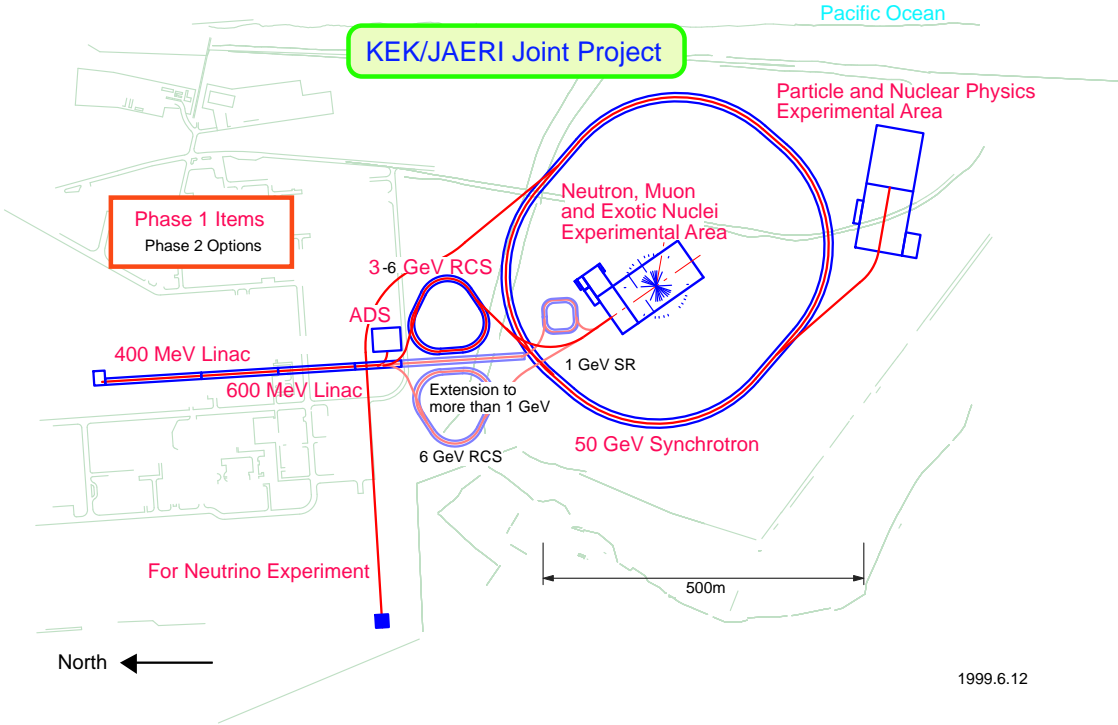 Pacific Ocean
KEK/JAERI Joint Project
Particle and Nuclear Physics
Experimental Area
Neutron, Muon
and Exotic Nuclei
Experimental Area
Phase 1 Items
Phase 2 Options
3-6 GeV RCS
ADS
400 MeV Linac
1 GeV SR
600 MeV Linac
Extension to
more than 1 GeV
50 GeV Synchrotron
6 GeV RCS
For Neutrino Experiment
500m
North
1999.6.12